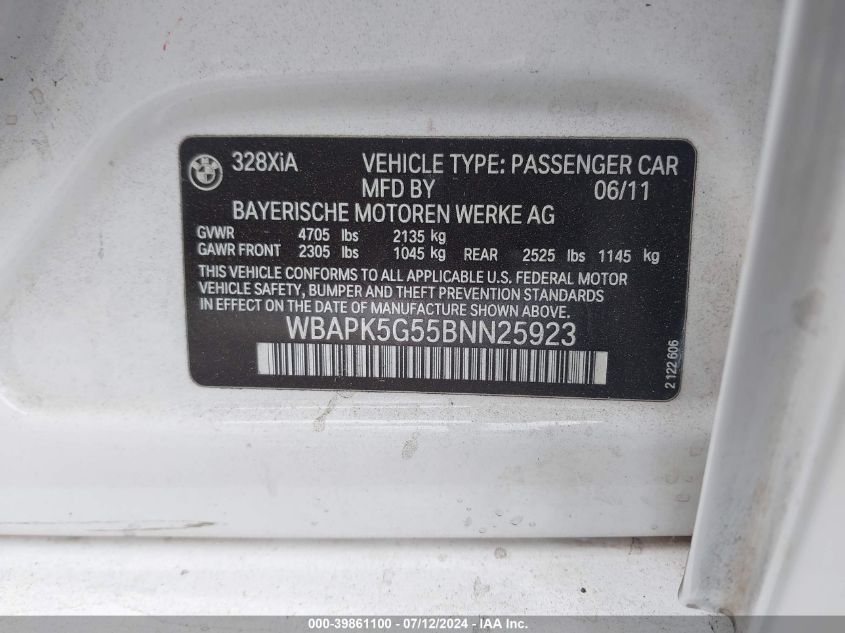 BMW 328XiA VEHICLE TYPE: PASSENGER CAR
MFD BY 06/11
BAYERISCHE MOTOREN WERKE AG
GVWR 4705 lbs 2135 kg
GAWR FRONT 2305 lbs 1045 kg REAR 2525 lbs 1145 kg
THIS VEHICLE CONFORMS TO ALL APPLICABLE U.S. FEDERAL MOTOR
VEHICLE SAFETY, BUMPER AND THEFT PREVENTION STANDARDS
IN EFFECT ON THE DATE OF MANUFACTURE SHOWN ABOVE.
WBAPK5G55BNN25923
2 122 606
000-39861100 - 07/12/2024 - IAA Inc.